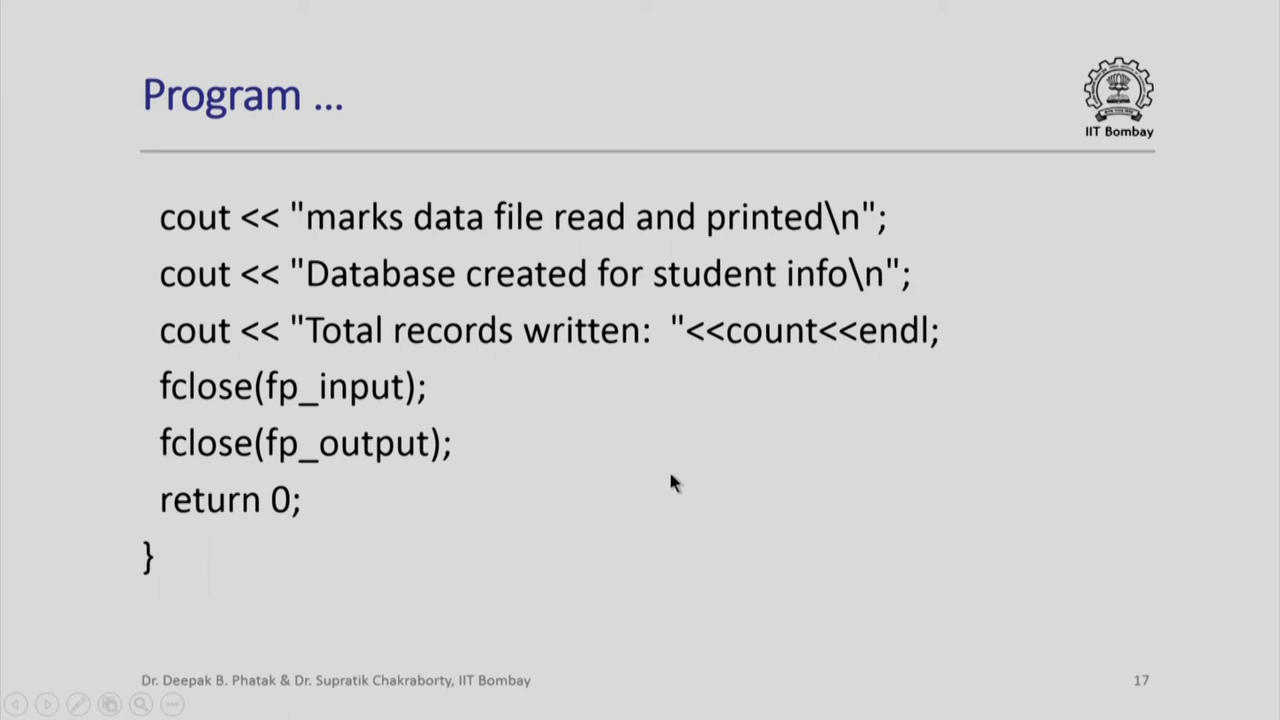 Program ...
IIT Bombay
cout << "marks data file read and printed\n";
cout << "Database created for student info\n";
cout << "Total records written:  "<<count<<endl;
fclose(fp_input);
fclose(fp_output);
return 0;
}
Dr. Deepak B. Phatak & Dr. Supratik Chakraborty, IIT Bombay
17